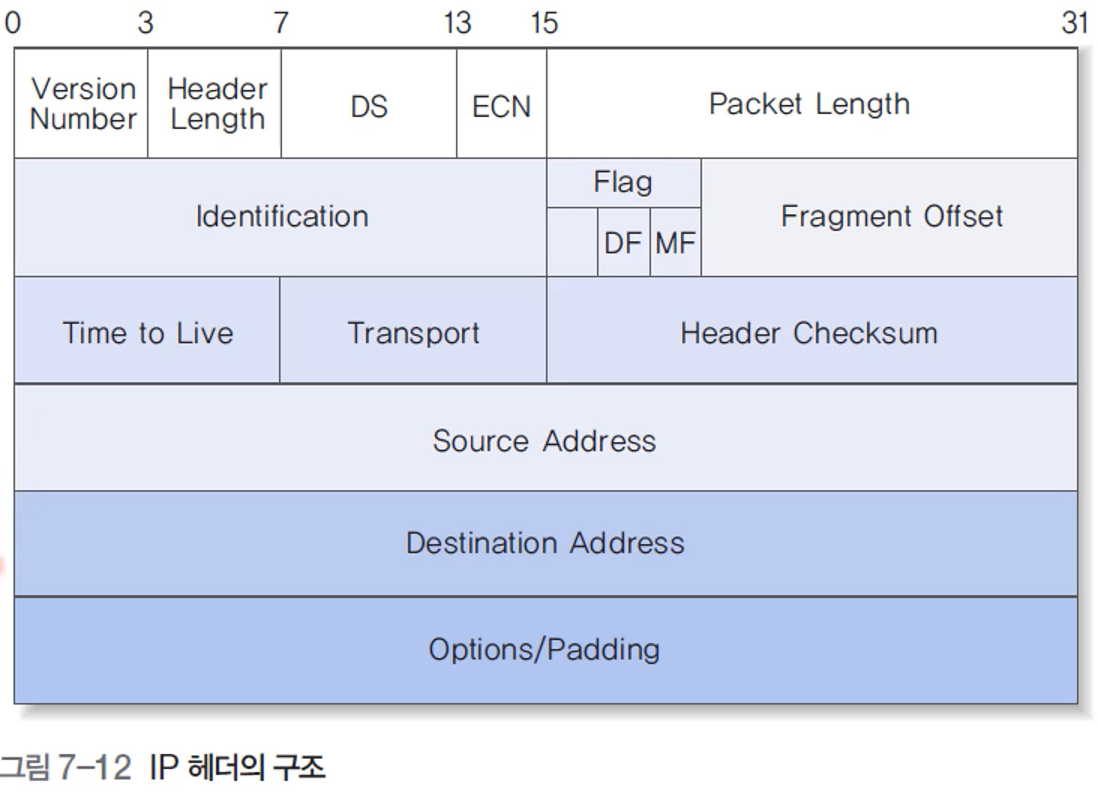 0 3 7 13 15 31
Version Number
Header Length
DS
ECN
Packet Length
Identification
Flag
DF
MF
Fragment Offset
Time to Live
Transport
Header Checksum
Source Address
Destination Address
Options/Padding
그림 7-12 IP 헤더의 구조